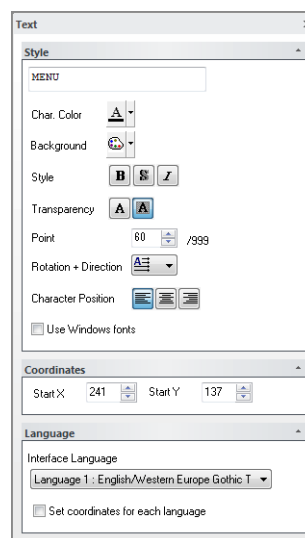 Text
Style
MENU
Char. Color A
Background
Style B S I
Transparency A A
Point 60 /999
Rotation + Direction A
Character Position
Use Windows fonts
Coordinates
Start X 241 Start Y 137
Language
Interface Language
Language 1 : English/Western Europe Gothic T
Set coordinates for each language